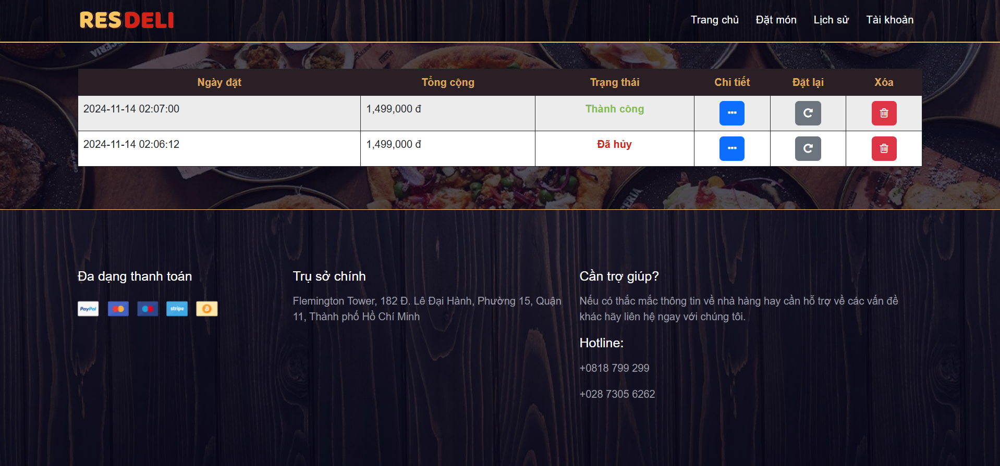 RES DELI
Trang chủ Đặt món Lịch sử Tài khoản
Ngày đặt Tổng cộng Trạng thái Chi tiết Đặt lại Xóa
2024-11-14 02:07:00 1,499,000 đ Thành công
2024-11-14 02:06:12 1,499,000 đ Đã hủy
Đa dạng thanh toán
PayPal stripe
Trụ sở chính
Flemington Tower, 182 Đ. Lê Đại Hành, Phường 15, Quận
11, Thành phố Hồ Chí Minh
Cần trợ giúp?
Nếu có thắc mắc thông tin về nhà hàng hay cần hỗ trợ về các vấn đề
khác hãy liên hệ ngay với chúng tôi.
Hotline:
+0818 799 299
+028 7305 6262